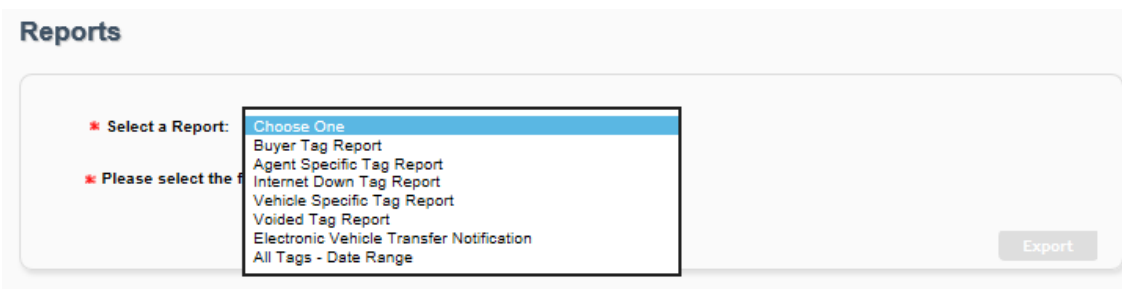 Reports
* Select a Report:
Choose One
Buyer Tag Report
Agent Specific Tag Report
Internet Down Tag Report
Vehicle Specific Tag Report
Voided Tag Report
Electronic Vehicle Transfer Notification
All Tags - Date Range
* Please select the f
Export